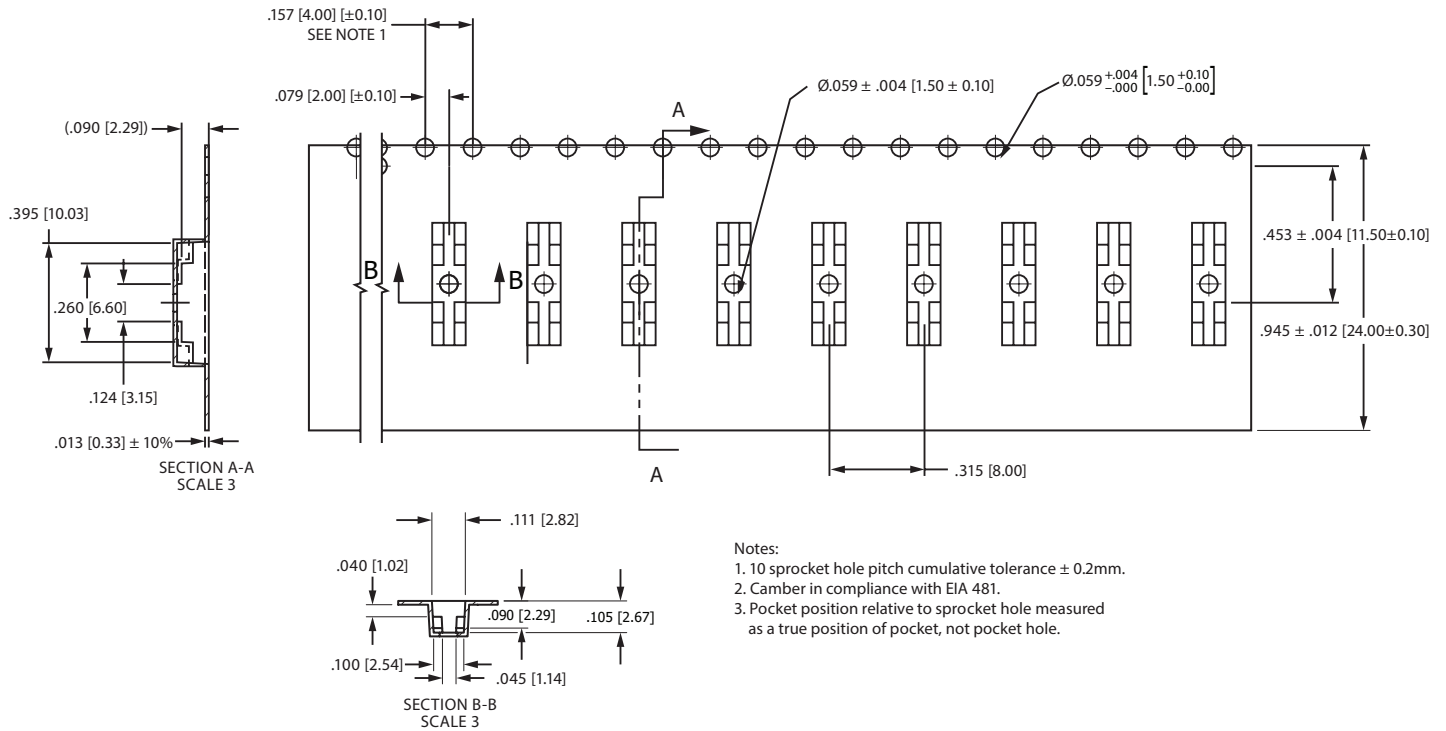 .157 [4.00] [±0.10]
SEE NOTE 1
.079 [2.00] [±0.10]
Ø.059 ± .004 [1.50 ± 0.10]
Ø.059 +.004 –.000 [1.50 +0.10 –0.00]
A
(.090 [2.29])
.395 [10.03]
.453 ± .004 [11.50±0.10]
B
B
.260 [6.60]
.945 ± .012 [24.00±0.30]
.124 [3.15]
.013 [0.33] ± 10%
SECTION A-A
SCALE 3
A
.315 [8.00]
.111 [2.82]
.040 [1.02]
.090 [2.29]
.105 [2.67]
.100 [2.54]
.045 [1.14]
SECTION B-B
SCALE 3
Notes:
1. 10 sprocket hole pitch cumulative tolerance ± 0.2mm.
2. Camber in compliance with EIA 481.
3. Pocket position relative to sprocket hole measured
as a true position of pocket, not pocket hole.